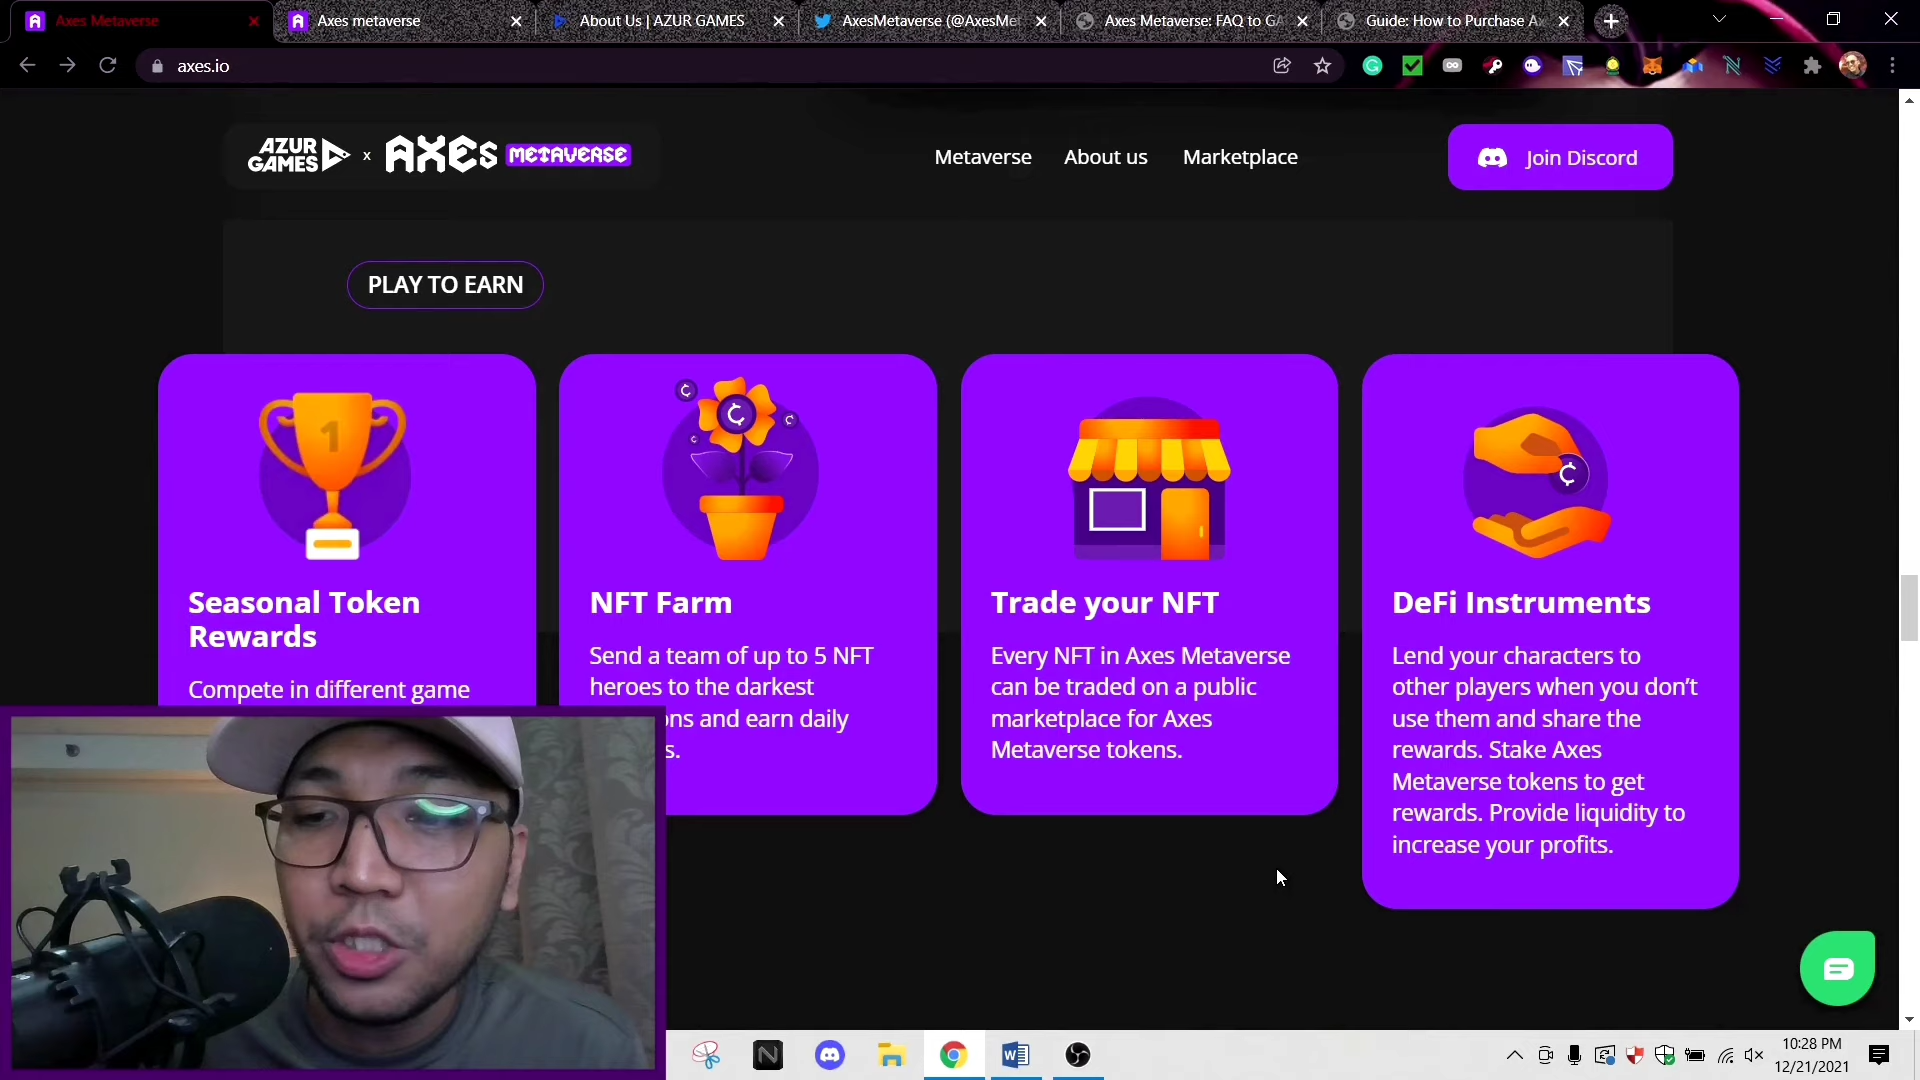 Axes Metaverse
Axes metaverse
About Us | AZUR GAMES
AxesMetaverse (@AxesMet
Axes Metaverse: FAQ to GA
Guide: How to Purchase Ax
axes.io
AZUR GAMES x AXES METAVERSE
Metaverse
About us
Marketplace
Join Discord
PLAY TO EARN
1
Seasonal Token
Rewards
Compete in different game
NFT Farm
Send a team of up to 5 NFT
heroes to the darkest
ons and earn daily
s.
Trade your NFT
Every NFT in Axes Metaverse
can be traded on a public
marketplace for Axes
Metaverse tokens.
DeFi Instruments
Lend your characters to
other players when you don’t
use them and share the
rewards. Stake Axes
Metaverse tokens to get
rewards. Provide liquidity to
increase your profits.
10:28 PM
12/21/2021